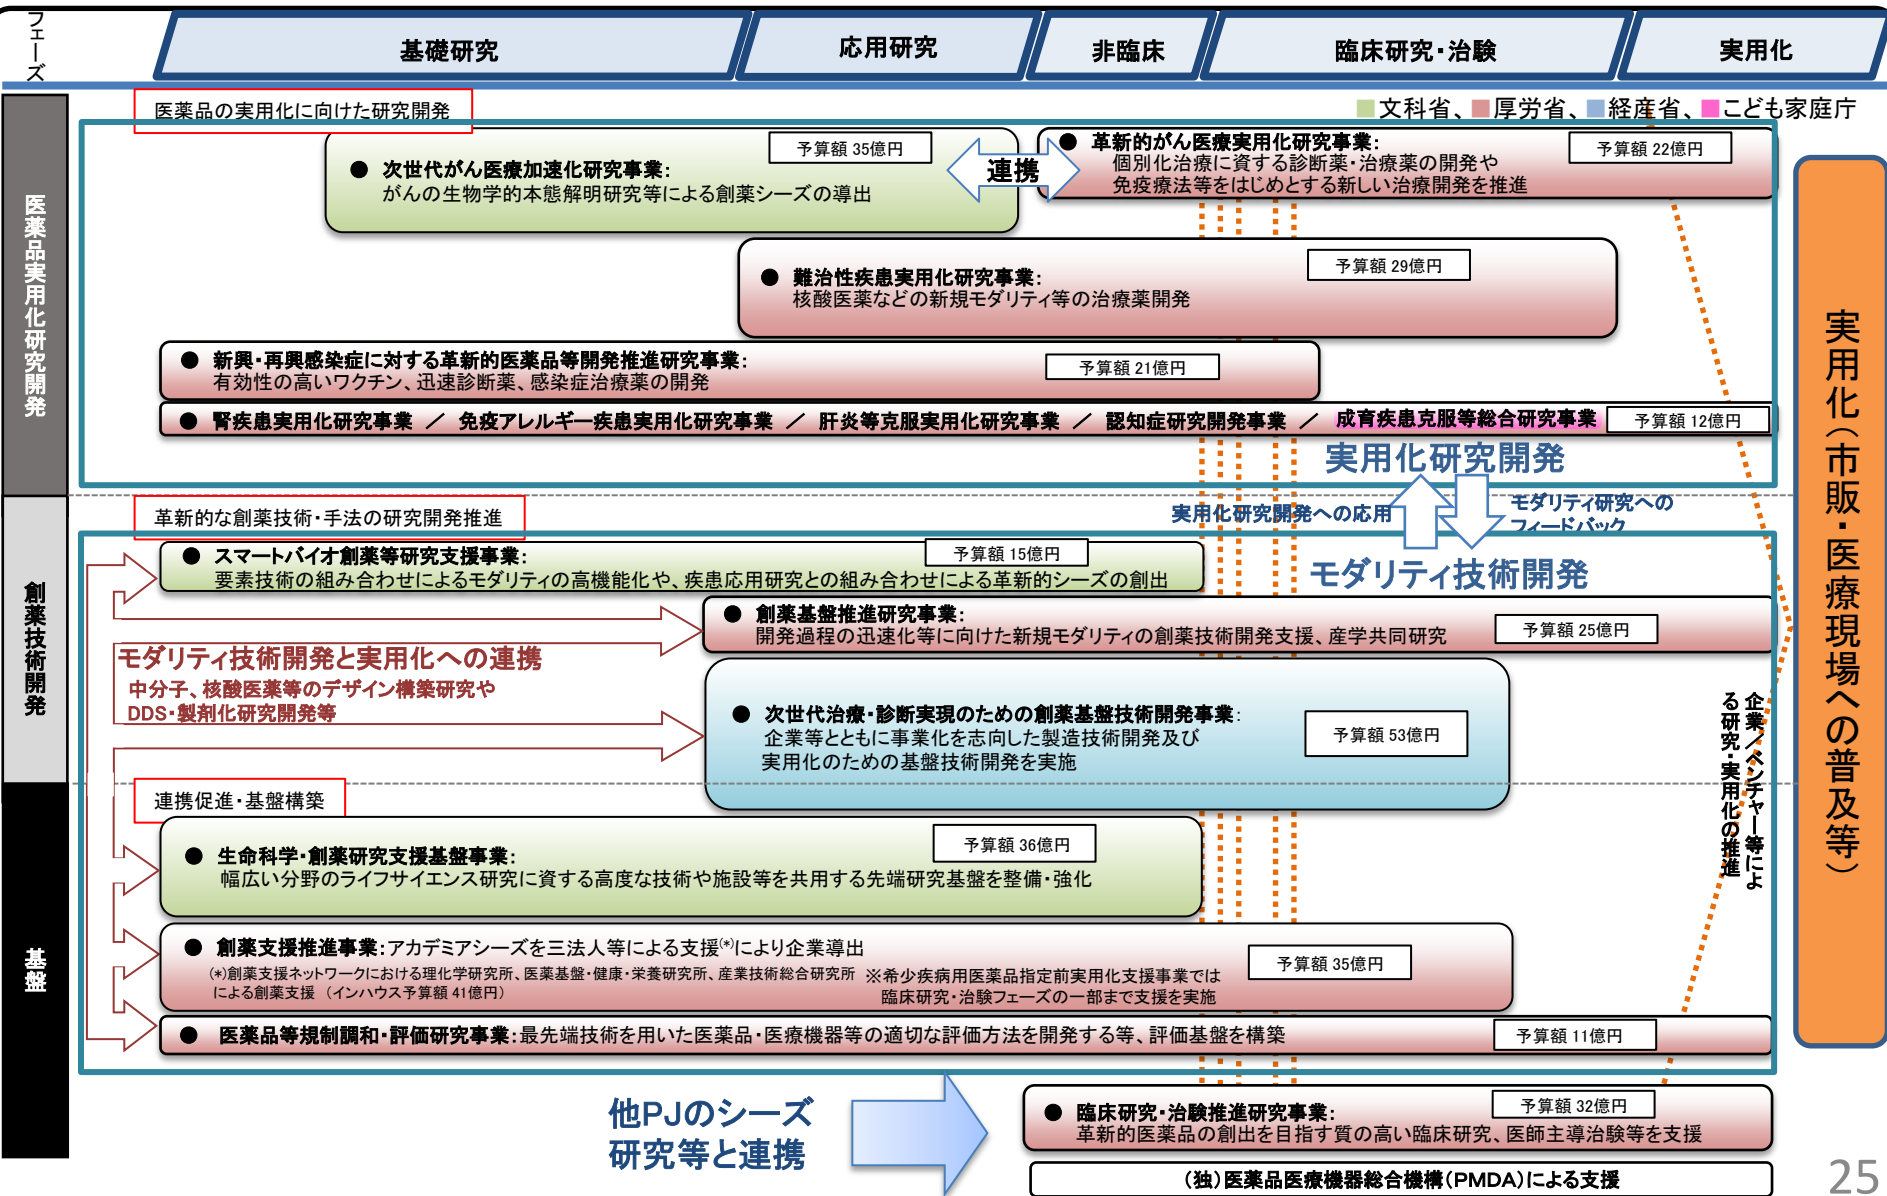 フェーズ
基礎研究
応用研究
非臨床
臨床研究・治験
実用化
医薬品の実用化に向けた研究開発
文科省、厚労省、経産省、こども家庭庁
医薬品実用化研究開発
● 次世代がん医療加速化研究事業：
がんの生物学的本態解明研究等による創薬シーズの導出
予算額 35億円
連携
● 革新的がん医療実用化研究事業：
個別化治療に資する診断薬・治療薬の開発や
免疫療法等をはじめとする新しい治療開発を推進
予算額 22億円
● 難治性疾患実用化研究事業：
核酸医薬などの新規モダリティ等の治療薬開発
予算額 29億円
● 新興・再興感染症に対する革新的医薬品等開発推進研究事業：
有効性の高いワクチン、迅速診断薬、感染症治療薬の開発
予算額 21億円
● 腎疾患実用化研究事業 ／ 免疫アレルギー疾患実用化研究事業 ／ 肝炎等克服実用化研究事業 ／ 認知症研究開発事業 ／ 成育疾患克服等総合研究事業
予算額 12億円
実用化研究開発
実用化研究開発への応用
モダリティ研究への
フィードバック
モダリティ技術開発
創薬技術開発
革新的な創薬技術・手法の研究開発推進
● スマートバイオ創薬等研究支援事業：
要素技術の組み合わせによるモダリティの高機能化や、疾患応用研究との組み合わせによる革新的シーズの創出
予算額 15億円
● 創薬基盤推進研究事業：
開発過程の迅速化等に向けた新規モダリティの創薬技術開発支援、産学共同研究
予算額 25億円
モダリティ技術開発と実用化への連携
中分子、核酸医薬等のデザイン構築研究や
DDS・製剤化研究開発等
● 次世代治療・診断実現のための創薬基盤技術開発事業：
企業等とともに事業化を志向した製造技術開発及び
実用化のための基盤技術開発を実施
予算額 53億円
企業／ベンチャー等によ
る研究・実用化の推進
実用化（市販・医療現場への普及等）
基盤
連携促進・基盤構築
● 生命科学・創薬研究支援基盤事業：
幅広い分野のライフサイエンス研究に資する高度な技術や施設等を共用する先端研究基盤を整備・強化
予算額 36億円
● 創薬支援推進事業：アカデミアシーズを三法人等による支援(*)により企業導出
(*)創薬支援ネットワークにおける理化学研究所、医薬基盤・健康・栄養研究所、産業技術総合研究所
による創薬支援 （インハウス予算額 41億円）
※希少疾病用医薬品指定前実用化支援事業では
臨床研究・治験フェーズの一部まで支援を実施
予算額 35億円
● 医薬品等規制調和・評価研究事業：最先端技術を用いた医薬品・医療機器等の適切な評価方法を開発する等、評価基盤を構築
予算額 11億円
他PJのシーズ
研究等と連携
● 臨床研究・治験推進研究事業：
革新的医薬品の創出を目指す質の高い臨床研究、医師主導治験等を支援
予算額 32億円
（独）医薬品医療機器総合機構（PMDA）による支援
25